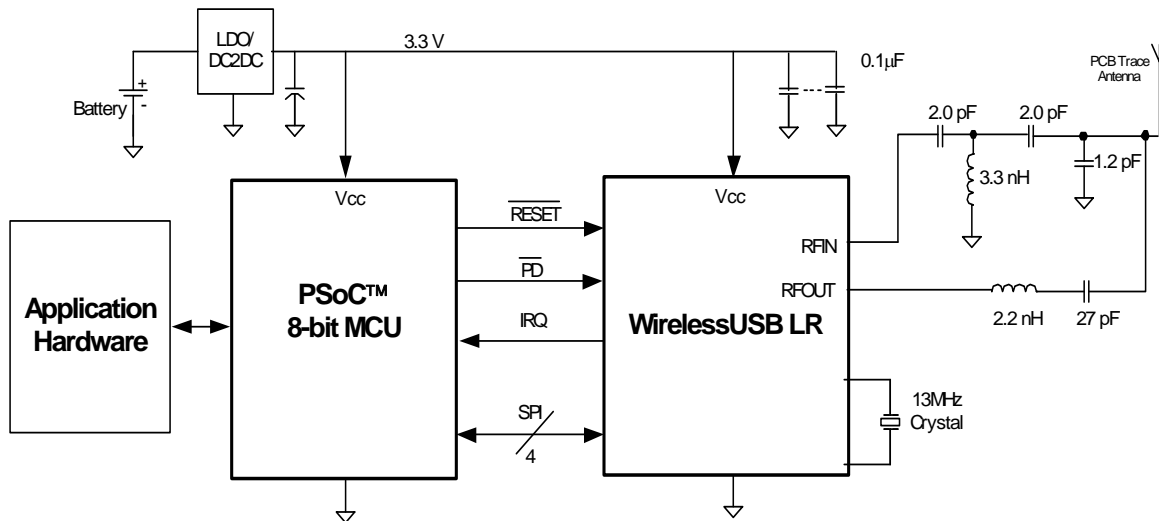 LDO/
DC2DC
3.3 V
0.1µF
PCB Trace
Antenna
Battery
+
-
2.0 pF
2.0 pF
1.2 pF
3.3 nH
Vcc
Vcc
RESET
RFIN
PD
RFOUT
Application
Hardware
PSoC™
8-bit MCU
IRQ
WirelessUSB LR
2.2 nH
27 pF
SPI
4
13MHz
Crystal